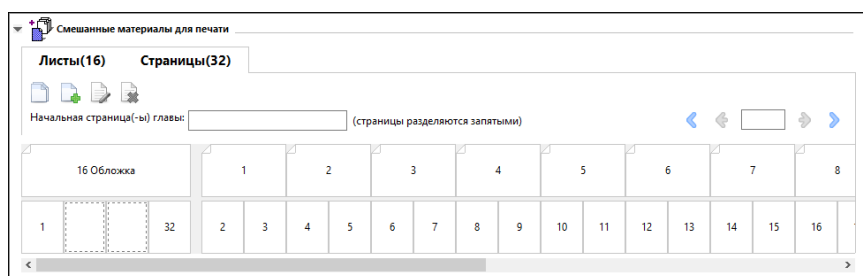 Смешанные материалы для печати
Листы(16) Страницы(32)
Начальная страница(-ы) главы: (страницы разделяются запятыми)
16 Обложка 1 2 3 4 5 6 7 8
1 32 2 3 4 5 6 7 8 9 10 11 12 13 14 15 16